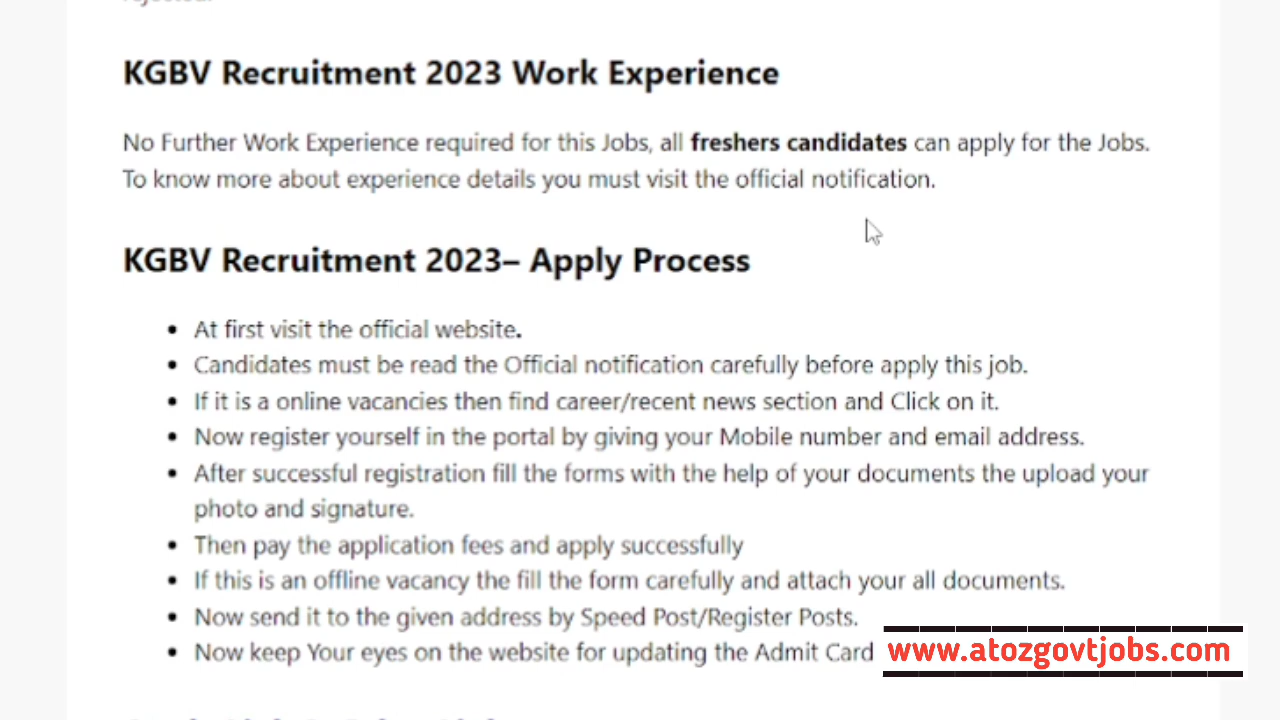 KGBV Recruitment 2023 Work Experience
No Further Work Experience required for this Jobs, all freshers candidates can apply for the Jobs.
To know more about experience details you must visit the official notification.
KGBV Recruitment 2023– Apply Process
• At first visit the official website.
• Candidates must be read the Official notification carefully before apply this job.
• If it is a online vacancies then find career/recent news section and Click on it.
• Now register yourself in the portal by giving your Mobile number and email address.
• After successful registration fill the forms with the help of your documents the upload your
photo and signature.
• Then pay the application fees and apply successfully
• If this is an offline vacancy the fill the form carefully and attach your all documents.
• Now send it to the given address by Speed Post/Register Posts.
• Now keep Your eyes on the website for updating the Admit Card
www.atozgovtjobs.com